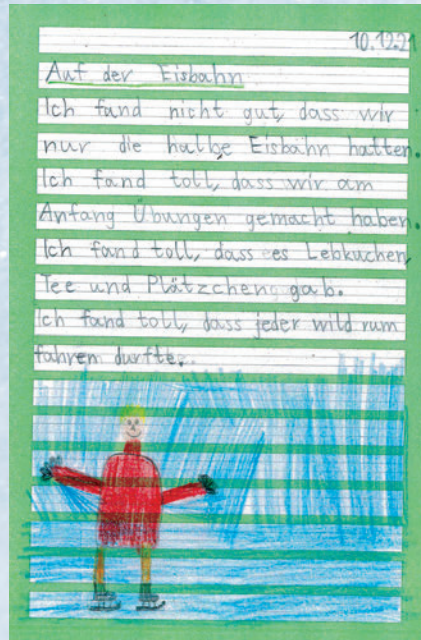 10.12.21
Auf der Eisbahn
Ich fand nicht gut, dass wir
nur die halbe Eisbahn hatten.
Ich fand toll, dass wir am
Anfang Übungen gemacht haben.
Ich fand toll, dass es Lebkuchen,
Tee und Plätzchen gab.
Ich fand toll, dass jeder wild rum
fahren durfte.